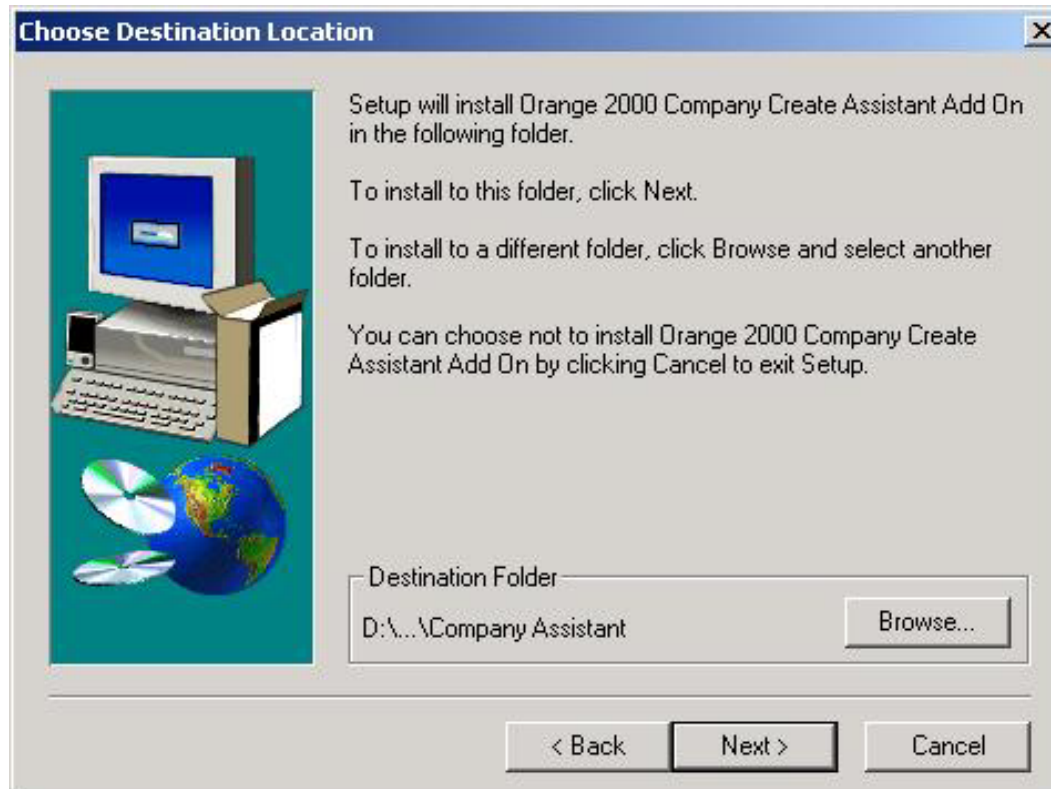 Choose Destination Location
Setup will install Orange 2000 Company Create Assistant Add On
in the following folder.
To install to this folder, click Next.
To install to a different folder, click Browse and select another
folder.
You can choose not to install Orange 2000 Company Create
Assistant Add On by clicking Cancel to exit Setup.
Destination Folder
D:\...\Company Assistant
Browse...
< Back
Next >
Cancel